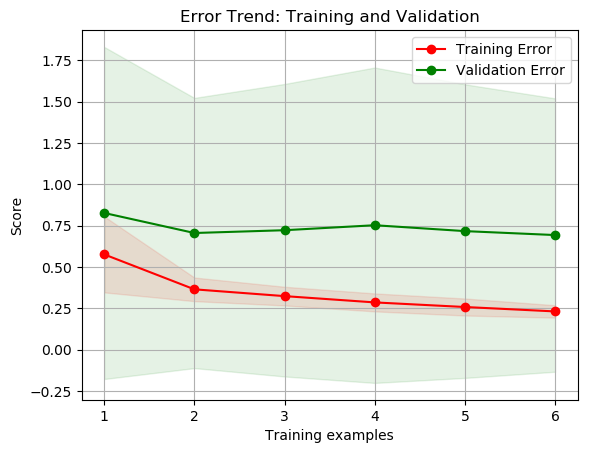 Error Trend: Training and Validation
Training Error
Validation Error
1.75
1.50
1.25
1.00
0.75
0.50
0.25
0.00
−0.25
Score
1 2 3 4 5 6
Training examples